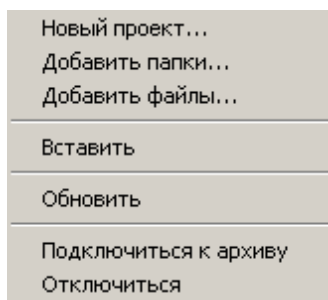 Новый проект...
Добавить папки...
Добавить файлы...
Вставить
Обновить
Подключиться к архиву
Отключиться